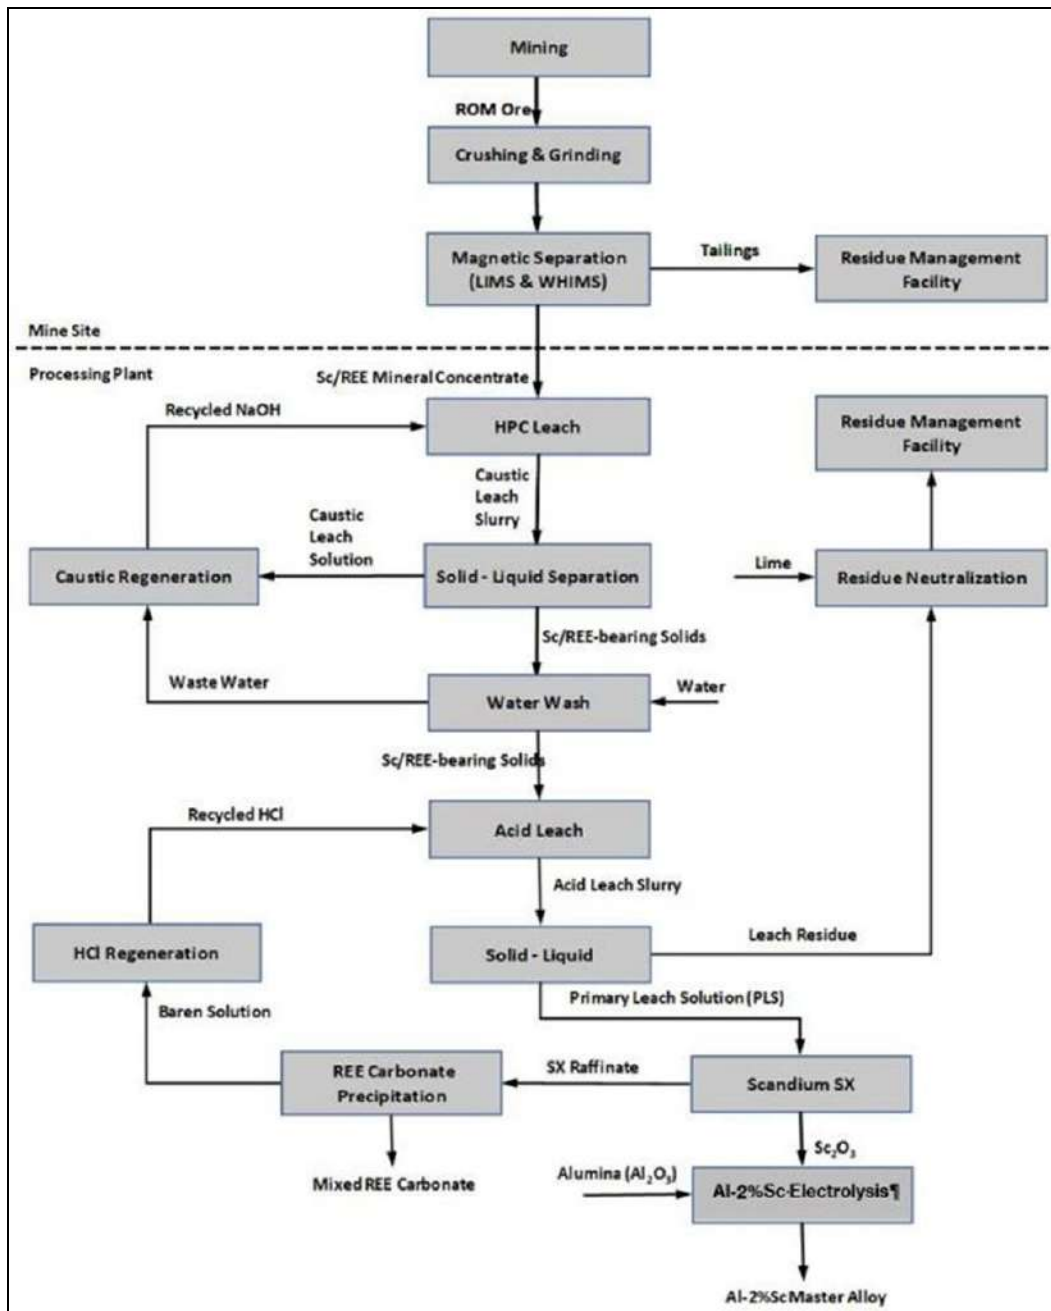 Mining
ROM Ore
Crushing & Grinding
Magnetic Separation
(LIMS & WHIMS)
Tailings
Residue Management
Facility
Mine Site
Processing Plant
Sc/REE Mineral Concentrate
Recycled NaOH
HPC Leach
Residue Management
Facility
Caustic
Leach
Slurry
Caustic
Leach
Solution
Caustic Regeneration
Solid - Liquid Separation
Lime
Residue Neutralization
Sc/REE-bearing Solids
Waste Water
Water Wash
Water
Sc/REE-bearing Solids
Recycled HCl
Acid Leach
Acid Leach Slurry
HCl Regeneration
Solid - Liquid
Leach Residue
Primary Leach Solution (PLS)
Baren Solution
REE Carbonate
Precipitation
SX Raffinate
Scandium SX
Sc₂O₃
Mixed REE Carbonate
Alumina (Al₂O₃)
Al-2%Sc-Electrolysis¶
Al-2%Sc Master Alloy